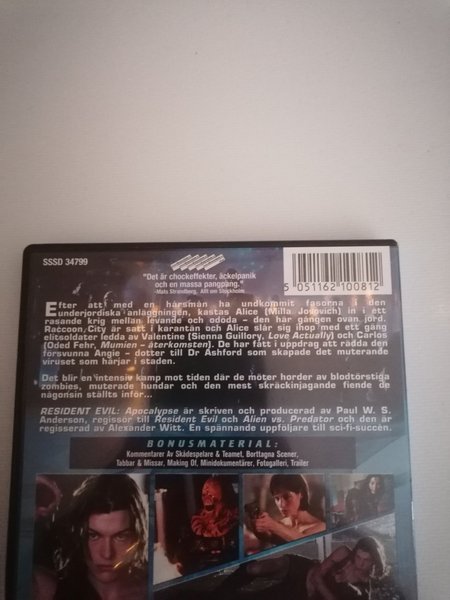 SSSD 34799
"Det är chockeffekter, äckelpanik
och en massa pangpang."
-Mats Strandberg, Allt om Stockholm
5 051162 100812
Efter att med en hårsmån ha undkommit fasorna i den
underjordiska anläggningen, kastas Alice (Milla Jovovich) in i ett
rasande krig mellan levande och odöda – den här gången ovan jord.
Raccoon City är satt i karantän och Alice slår sig ihop med ett gäng
elitsoldater ledda av Valentine (Sienna Guillory, Love Actually) och Carlos
(Oded Fehr, Mumien – återkomsten). De har fått i uppdrag att rädda den
försvunna Angie – dotter till Dr Ashford som skapade det muterande
viruset som härjar i staden.
Det blir en intensiv kamp mot tiden där de möter horder av blodtörstiga
zombies, muterade hundar och den mest skräckinjagande fiende de
någonsin ställts inför...
RESIDENT EVIL: Apocalypse är skriven och producerad av Paul W. S.
Anderson, regissör till Resident Evil och Alien vs. Predator och den är
regisserad av Alexander Witt. En spännande uppföljare till sci-fi-succén.
BONUSMATERIAL:
Kommentarer Av Skådespelare & Teamet, Borttagna Scener,
Tabbar & Missar, Making Of, Minidokumentärer, Fotogalleri, Trailer